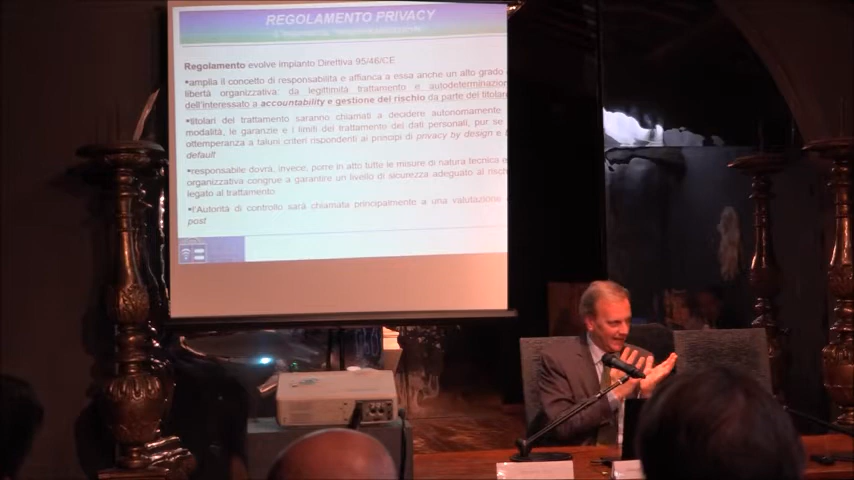 REGOLAMENTO PRIVACY
Regolamento evolve impianto Direttiva 95/46/CE
▪amplia il concetto di responsabilità e affianca a essa anche un alto grado
libertà organizzativa: da legittimità trattamento e autodeterminazion
dell'interessato a accountability e gestione del rischio da parte del titolare
▪titolari del trattamento saranno chiamati a decidere autonomamente
modalità, le garanzie e i limiti del trattamento dei dati personali, pur se
ottemperanza a taluni criteri rispondenti ai principi di privacy by design e
default
▪responsabile dovrà, invece, porre in atto tutte le misure di natura tecnica e
organizzativa congrue a garantire un livello di sicurezza adeguato al risch
legato al trattamento
▪l'Autorità di controllo sarà chiamata principalmente a una valutazione
post